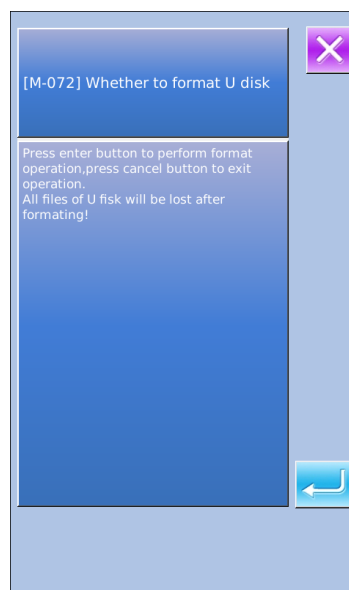 [M-072] Whether to format U disk
Press enter button to perform format
operation,press cancel button to exit
operation.
All files of U fisk will be lost after
formating!